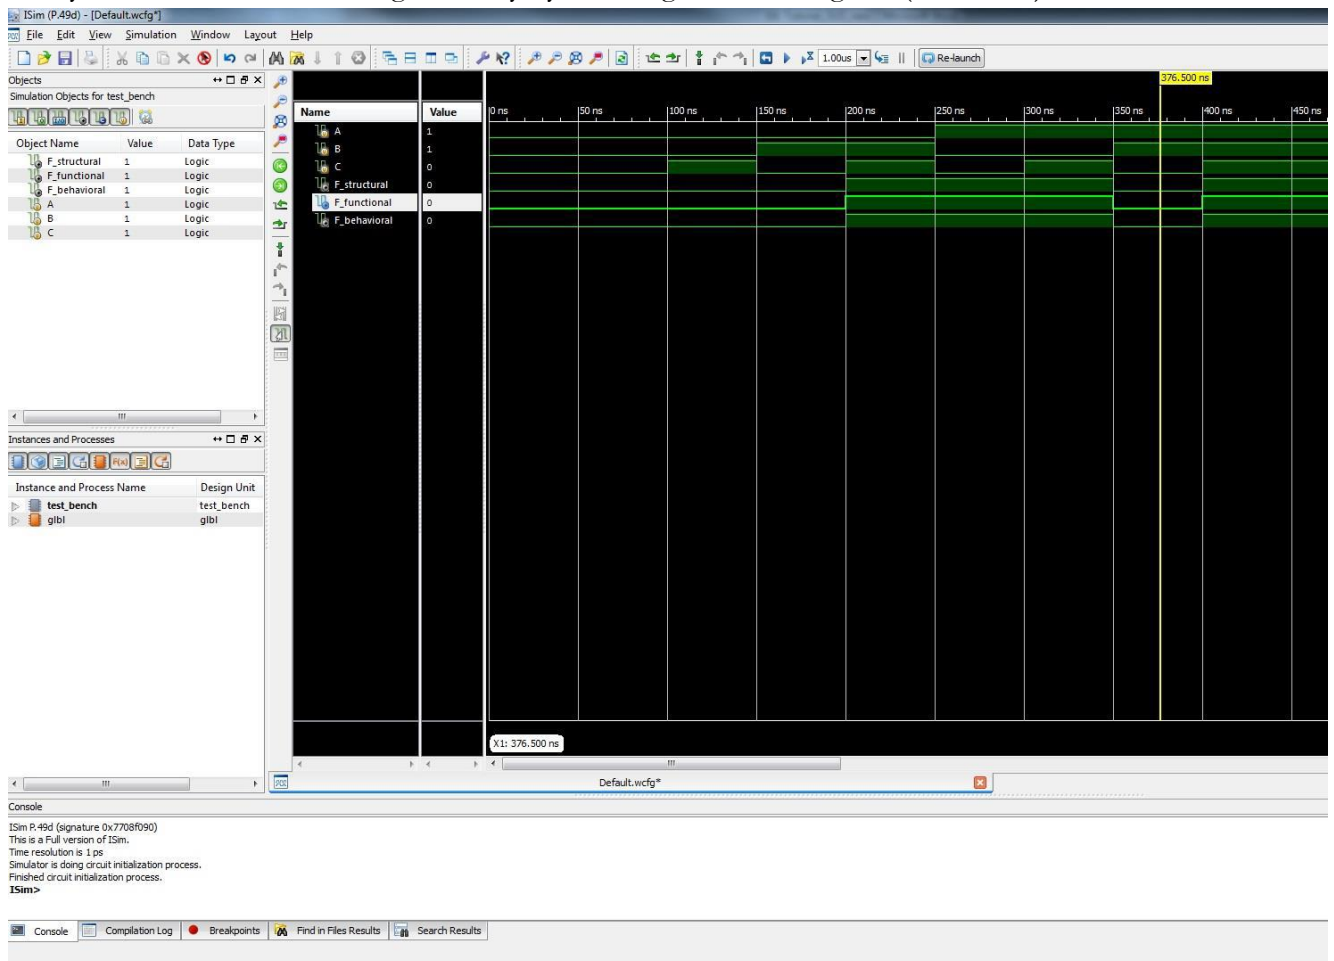 ISim (P.49d) - [Default.wcfg*]
File Edit View Simulation Window Layout Help
1.00us Re-launch
Objects
Simulation Objects for test_bench
Object Name Value Data Type
F_structural 1 Logic
F_functional 1 Logic
F_behavioral 1 Logic
A 1 Logic
B 1 Logic
C 1 Logic
Instances and Processes
Instance and Process Name Design Unit
test_bench test_bench
glbl glbl
376.500 ns
Name Value 0 ns 50 ns 100 ns 150 ns 200 ns 250 ns 300 ns 350 ns 400 ns 450 ns
A 1
B 1
C 0
F_structural 0
F_functional 0
F_behavioral 0
X1: 376.500 ns
Default.wcfg*
Console
ISim P.49d (signature 0x7708f090)
This is a Full version of ISim.
Time resolution is 1 ps
Simulator is doing circuit initialization process.
Finished circuit initialization process.
ISim>
Console Compilation Log Breakpoints Find in Files Results Search Results